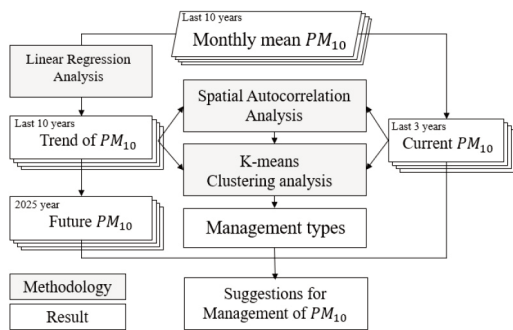 Last 10 years
Monthly mean PM₁₀
Linear Regression
Analysis
Spatial Autocorrelation
Analysis
Last 10 years
Trend of PM₁₀
Last 3 years
Current PM₁₀
K-means
Clustering analysis
2025 year
Future PM₁₀
Management types
Methodology
Result
Suggestions for
Management of PM₁₀